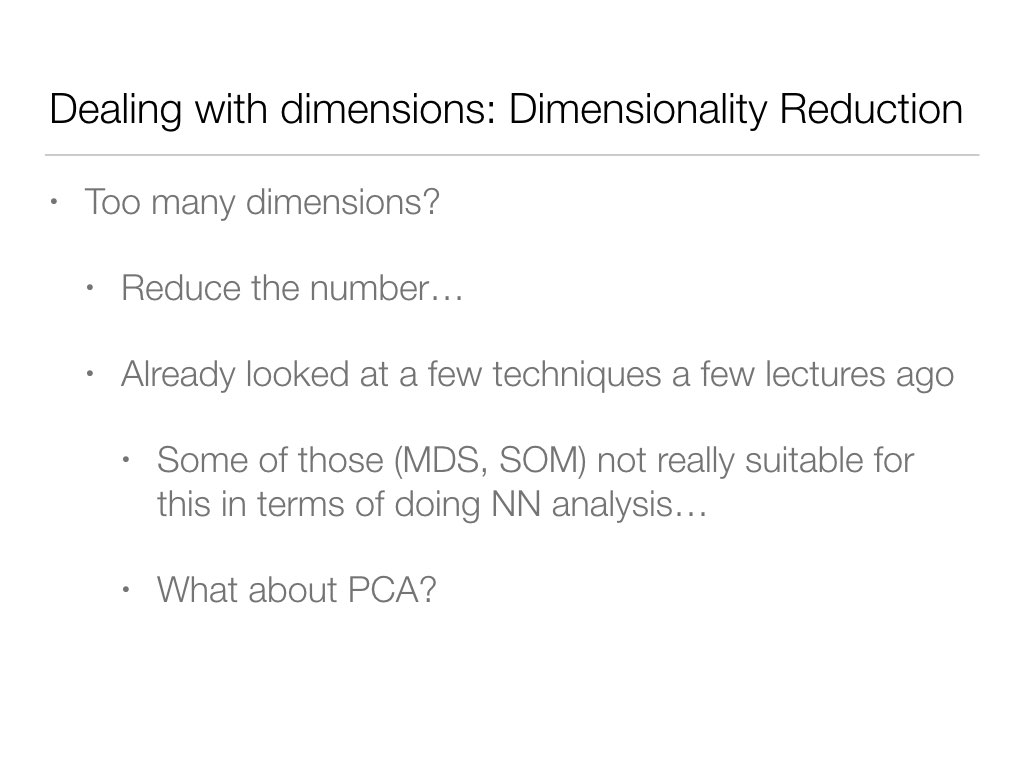 Dealing with dimensions: Dimensionality Reduction
• Too many dimensions?
• Reduce the number…
• Already looked at a few techniques a few lectures ago
• Some of those (MDS, SOM) not really suitable for
this in terms of doing NN analysis…
• What about PCA?